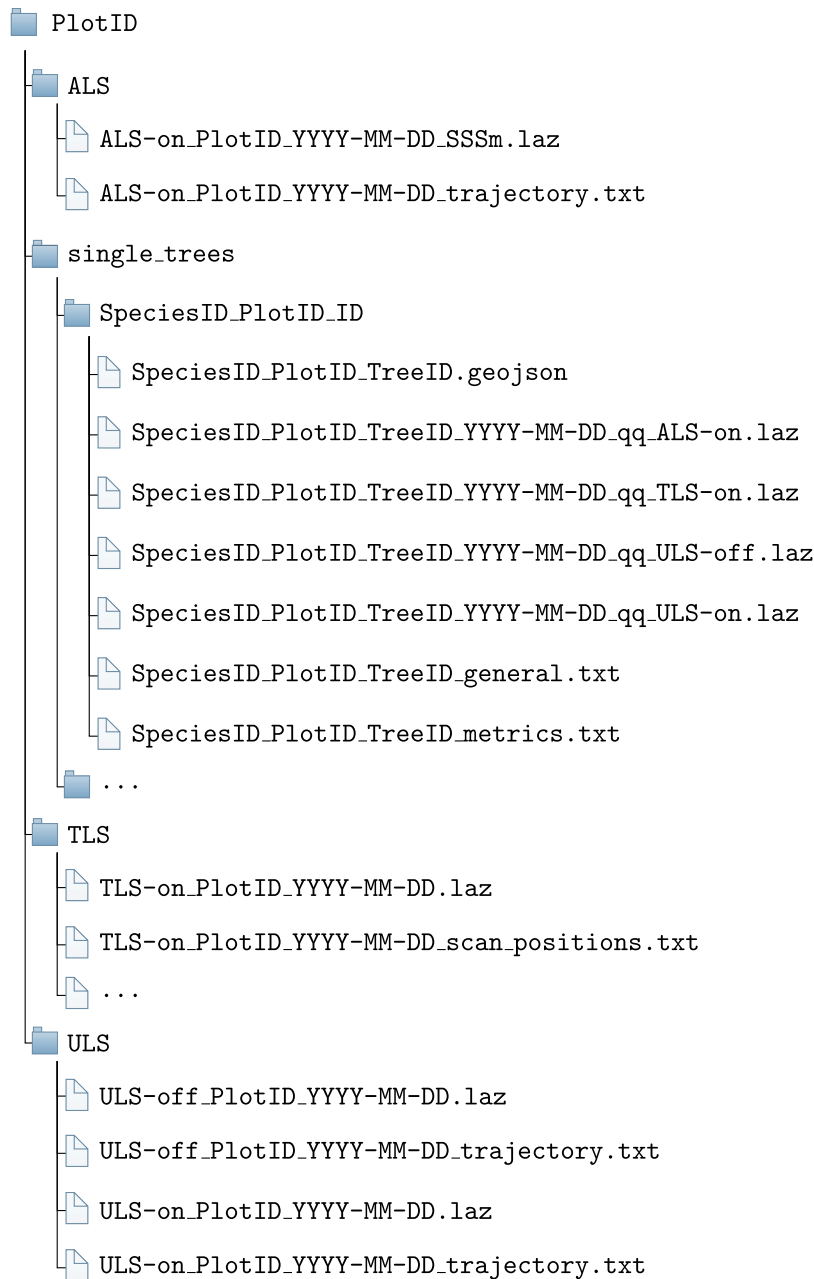 PlotID
ALS
ALS-on_PlotID_YYYY-MM-DD_SSSm.laz
ALS-on_PlotID_YYYY-MM-DD_trajectory.txt
single_trees
SpeciesID_PlotID_ID
SpeciesID_PlotID_TreeID.geojson
SpeciesID_PlotID_TreeID_YYYY-MM-DD_qq_ALS-on.laz
SpeciesID_PlotID_TreeID_YYYY-MM-DD_qq_TLS-on.laz
SpeciesID_PlotID_TreeID_YYYY-MM-DD_qq_ULS-off.laz
SpeciesID_PlotID_TreeID_YYYY-MM-DD_qq_ULS-on.laz
SpeciesID_PlotID_TreeID_general.txt
SpeciesID_PlotID_TreeID_metrics.txt
...
TLS
TLS-on_PlotID_YYYY-MM-DD.laz
TLS-on_PlotID_YYYY-MM-DD_scan_positions.txt
...
ULS
ULS-off_PlotID_YYYY-MM-DD.laz
ULS-off_PlotID_YYYY-MM-DD_trajectory.txt
ULS-on_PlotID_YYYY-MM-DD.laz
ULS-on_PlotID_YYYY-MM-DD_trajectory.txt